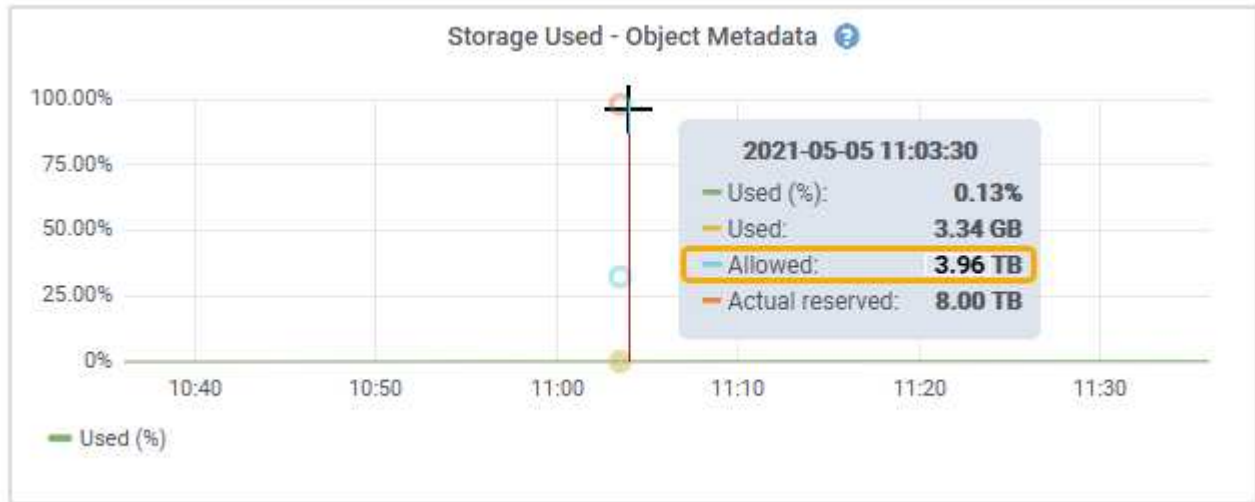 Storage Used - Object Metadata ?
100.00%
75.00%
50.00%
25.00%
0%
2021-05-05 11:03:30
Used (%): 0.13%
Used: 3.34 GB
Allowed: 3.96 TB
Actual reserved: 8.00 TB
10:40 10:50 11:00 11:10 11:20 11:30
Used (%)